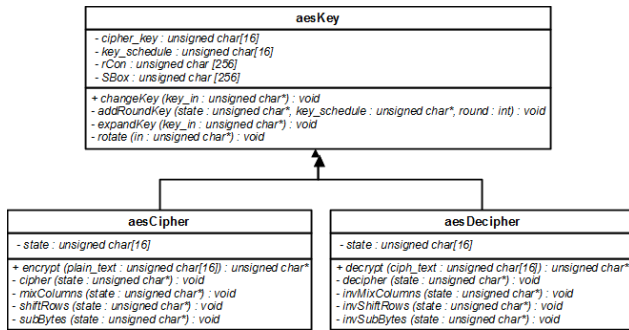 aesKey
- cipher_key : unsigned char[16]
- key_schedule : unsigned char[16]
- rCon : unsigned char [256]
- SBox : unsigned char [256]
+ changeKey (key_in : unsigned char*) : void
- addRoundKey (state : unsigned char*, key_schedule : unsigned char*, round : int) : void
- expandKey (key_in : unsigned char*) : void
- rotate (in : unsigned char*) : void
aesCipher
- state : unsigned char[16]
+ encrypt (plain_text : unsigned char[16]) : unsigned char*
- cipher (state : unsigned char*) : void
- mixColumns (state : unsigned char*) : void
- shiftRows (state : unsigned char*) : void
- subBytes (state : unsigned char*) : void
aesDecipher
- state : unsigned char[16]
+ decrypt (ciph_text : unsigned char[16]) : unsigned char*
- decipher (state : unsigned char*) : void
- invMixColumns (state : unsigned char*) : void
- invShiftRows (state : unsigned char*) : void
- invSubBytes (state : unsigned char*) : void